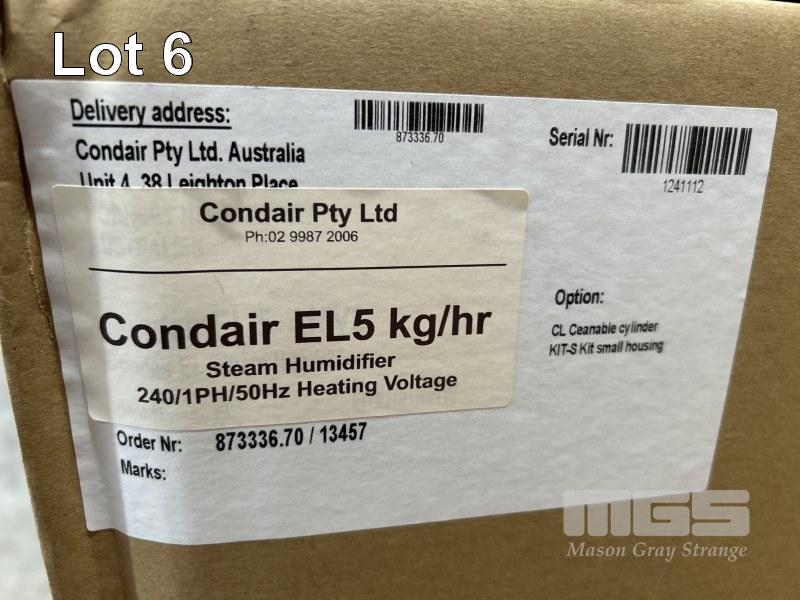 Lot 6
Delivery address:
873336.70
Serial Nr:
1241112
Condair Pty Ltd. Australia
Unit 4, 38 Leighton Place
Condair Pty Ltd
Ph:02 9987 2006
Condair EL5 kg/hr
Steam Humidifier
240/1PH/50Hz Heating Voltage
Option:
CL Ceanable cylinder
KIT-S Kit small housing
Order Nr: 873336.70 / 13457
Marks:
MGS
Mason Gray Strange